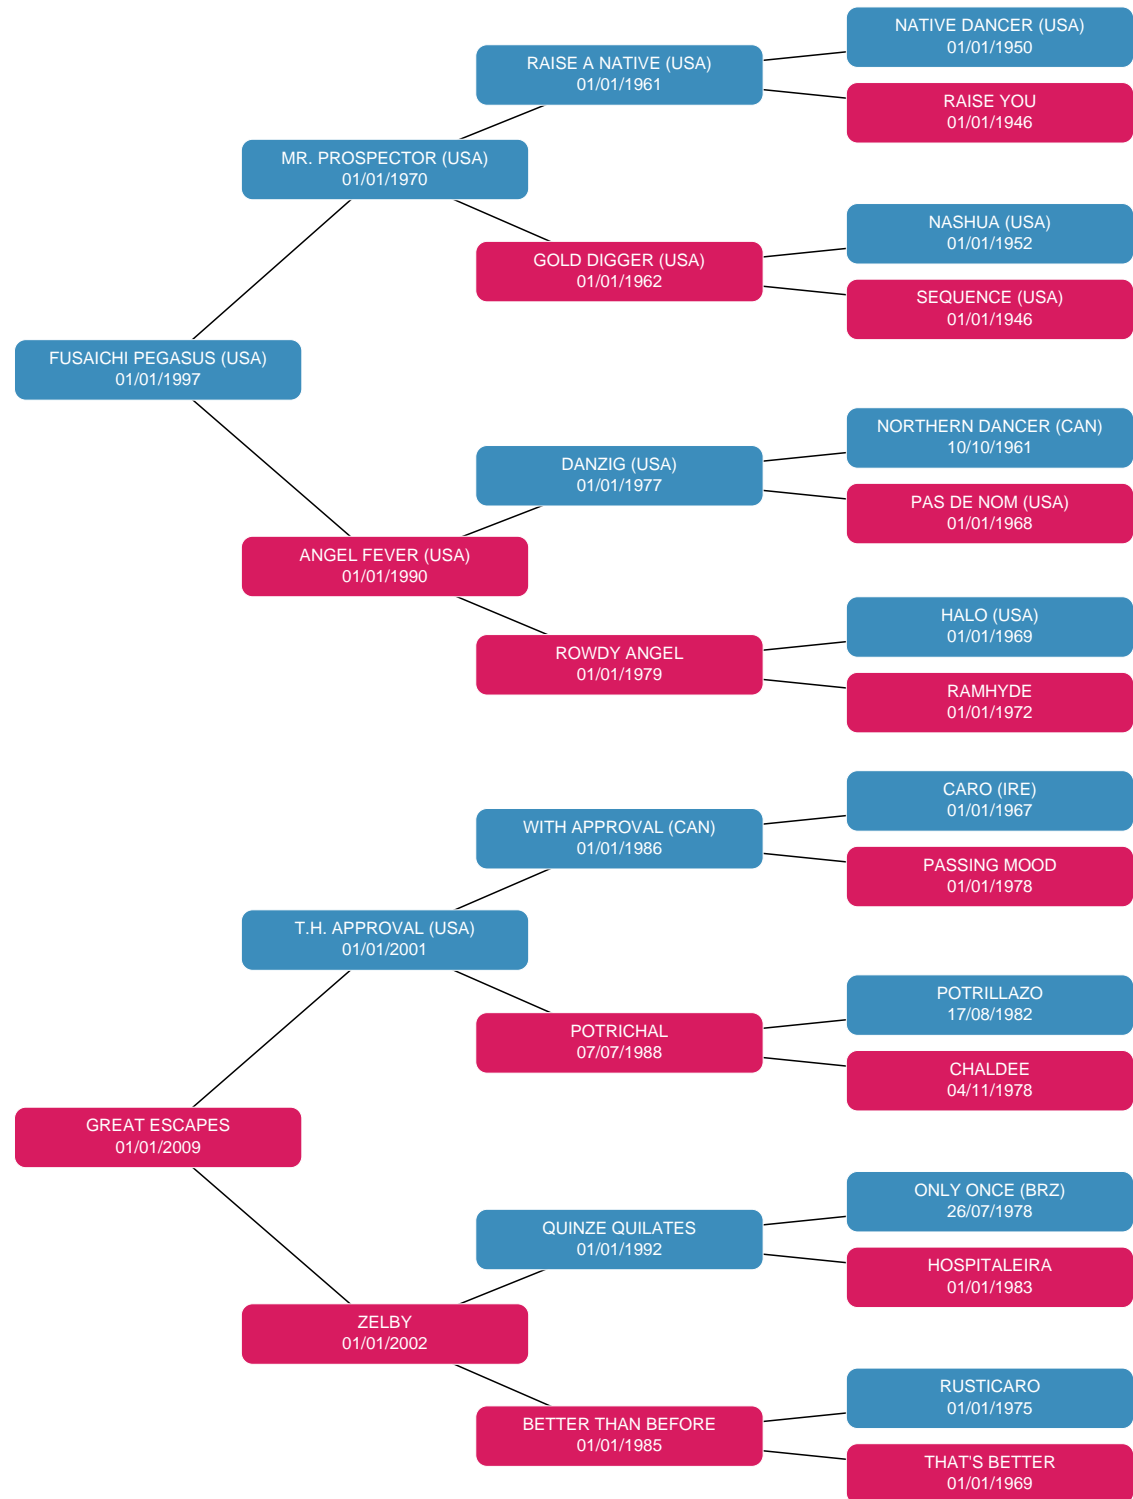 NATIVE DANCER (USA)
01/01/1950
RAISE A NATIVE (USA)
01/01/1961
RAISE YOU
01/01/1946
MR. PROSPECTOR (USA)
01/01/1970
NASHUA (USA)
01/01/1952
GOLD DIGGER (USA)
01/01/1962
SEQUENCE (USA)
01/01/1946
FUSAICHI PEGASUS (USA)
01/01/1997
NORTHERN DANCER (CAN)
10/10/1961
DANZIG (USA)
01/01/1977
PAS DE NOM (USA)
01/01/1968
ANGEL FEVER (USA)
01/01/1990
HALO (USA)
01/01/1969
ROWDY ANGEL
01/01/1979
RAMHYDE
01/01/1972
CARO (IRE)
01/01/1967
WITH APPROVAL (CAN)
01/01/1986
PASSING MOOD
01/01/1978
T.H. APPROVAL (USA)
01/01/2001
POTRILLAZO
17/08/1982
POTRICHAL
07/07/1988
CHALDEE
04/11/1978
GREAT ESCAPES
01/01/2009
ONLY ONCE (BRZ)
26/07/1978
QUINZE QUILATES
01/01/1992
HOSPITALEIRA
01/01/1983
ZELBY
01/01/2002
RUSTICARO
01/01/1975
BETTER THAN BEFORE
01/01/1985
THAT'S BETTER
01/01/1969